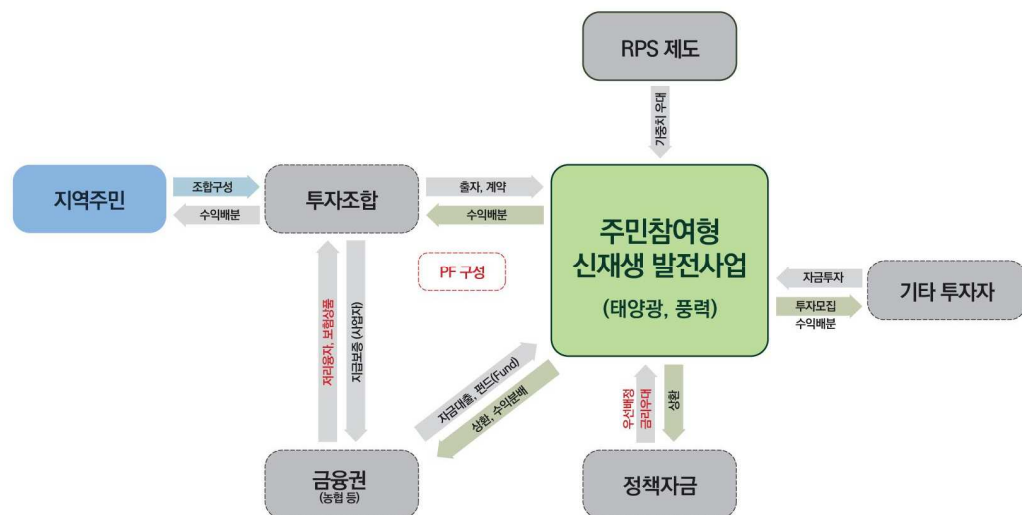 RPS 제도
가중치 우대
지역주민
조합구성
수익배분
투자조합
출자, 계약
수익배분
주민참여형
신재생 발전사업
(태양광, 풍력)
PF 구성
자금투자
투자모집
수익배분
기타 투자자
저리융자, 보험상품
지급보증 (사업자)
자금대출, 펀드(Fund)
상환, 수익분배
우선배정
금리우대
상환
금융권
(농협 등)
정책자금